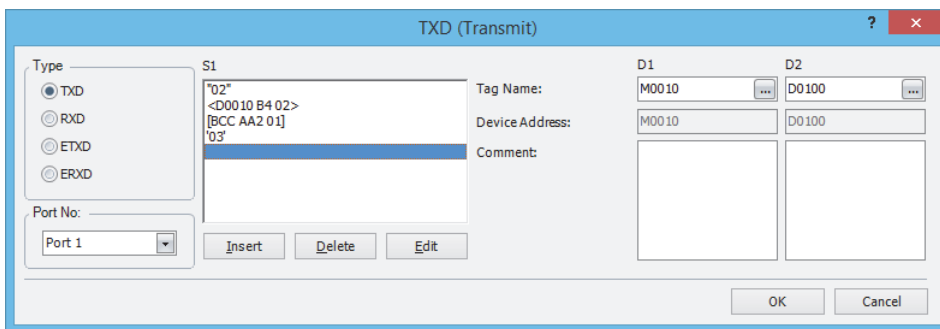 TXD (Transmit)
?
Type
TXD
RXD
ETXD
ERXD
Port No:
Port 1
S1
"02"
<D0010 B4 02>
[BCC AA2 01]
'03'
Insert Delete Edit
D1 D2
Tag Name: M0010 ... D0100 ...
Device Address: M0010 D0100
Comment:
OK Cancel